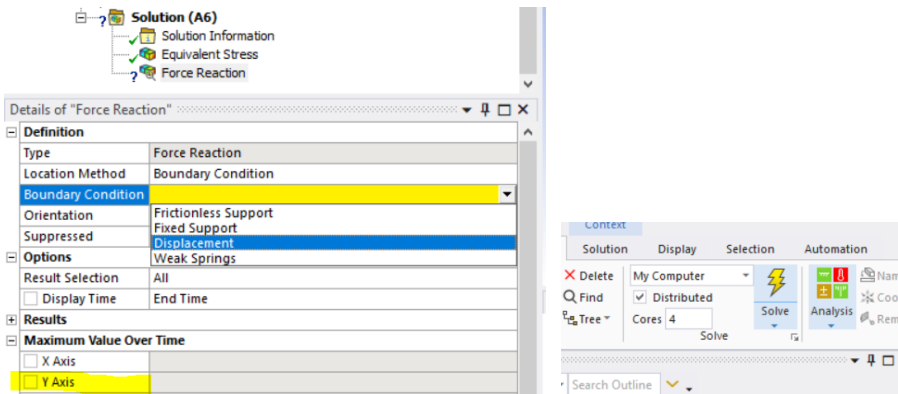 Solution (A6)
Solution Information
Equivalent Stress
Force Reaction
Details of "Force Reaction"
Definition
Type Force Reaction
Location Method Boundary Condition
Boundary Condition
Orientation Frictionless Support
Fixed Support
Suppressed Displacement
Options Weak Springs
Result Selection All
Display Time End Time
Results
Maximum Value Over Time
X Axis
Y Axis
Context
Solution Display Selection Automation
Delete My Computer Nam
Find Distributed Coo
Tree Cores 4 Solve Analysis Rem
Solve
Search Outline